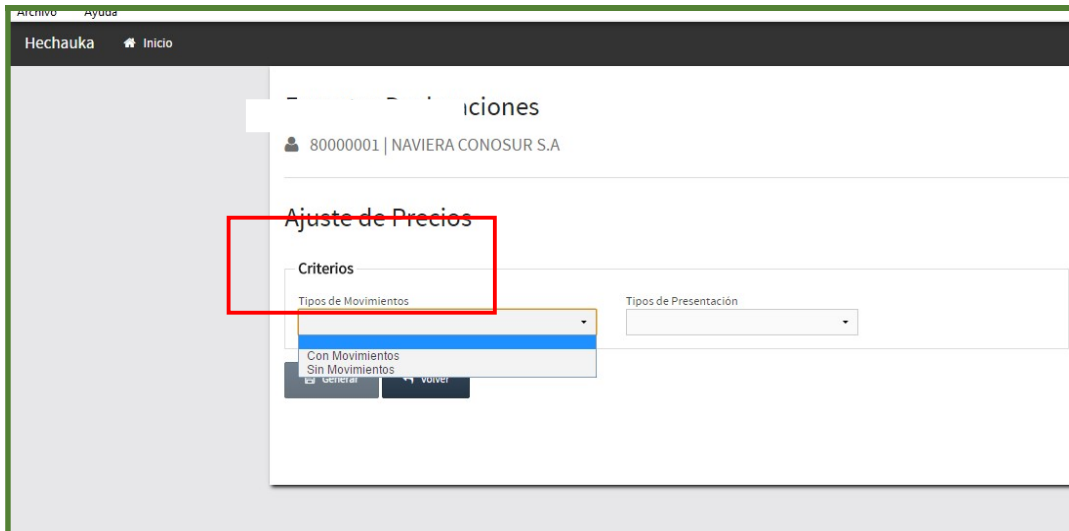 Archivo Ayuda
Hechauka Inicio
ciones
80000001 | NAVIERA CONOSUR S.A
Ajuste de Precios
Criterios
Tipos de Movimientos Tipos de Presentación
Con Movimientos
Sin Movimientos
Generar Volver